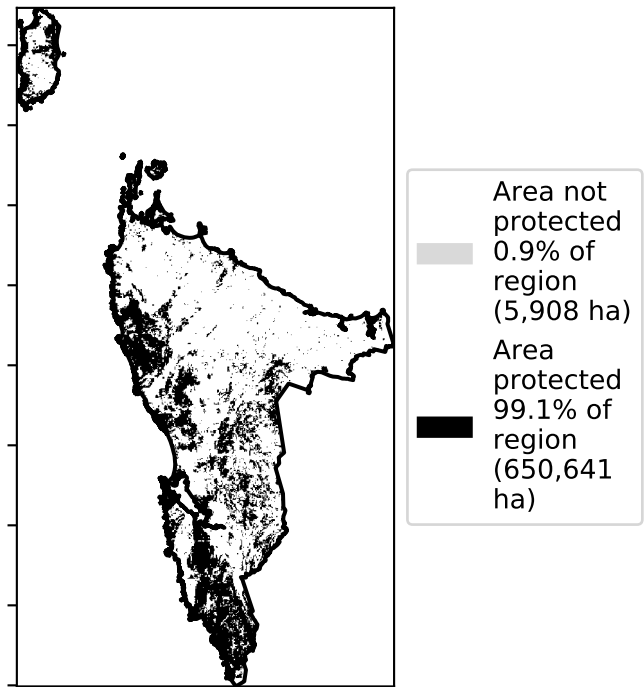 Area not
protected
0.9% of
region
(5,908 ha)
Area
protected
99.1% of
region
(650,641
ha)